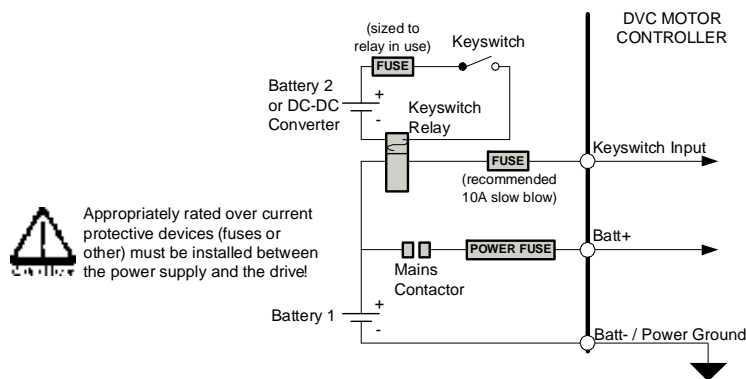 DVC MOTOR
CONTROLLER
(sized to
relay in use)
Keyswitch
FUSE
Battery 2
or DC-DC
Converter
+
-
Keyswitch
Relay
Keyswitch Input
FUSE
(recommended
10A slow blow)
Appropriately rated over current
protective devices (fuses or
other) must be installed between
the power supply and the drive!
Batt+
POWER FUSE
Mains
Contactor
Battery 1
+
-
Batt- / Power Ground